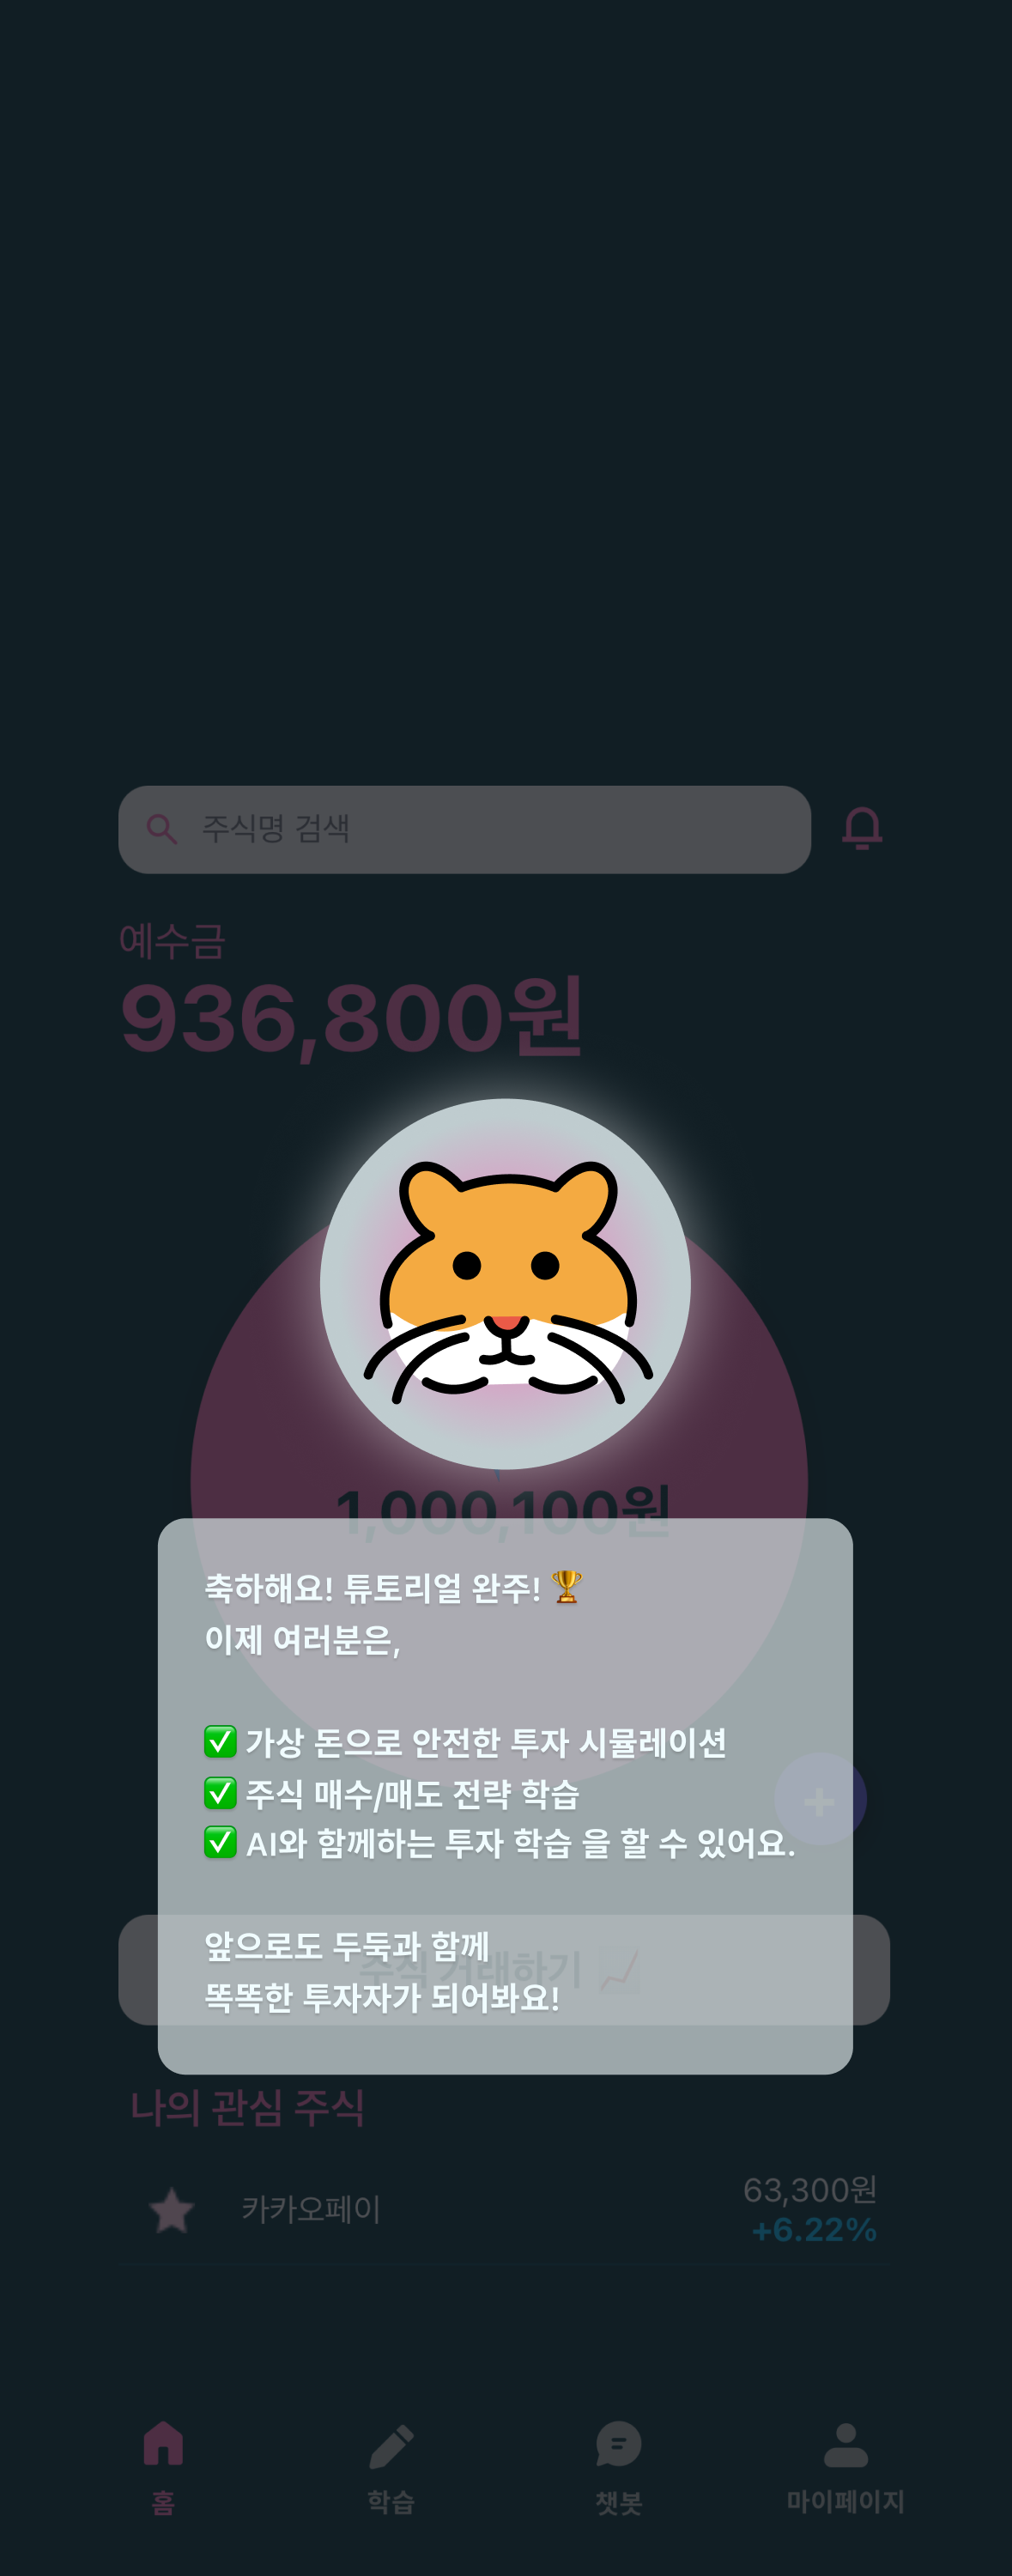 주식명 검색
예수금
936,800원
1,000,100원
축하해요! 튜토리얼 완주! 🏆
이제 여러분은,
✅ 가상 돈으로 안전한 투자 시뮬레이션
✅ 주식 매수/매도 전략 학습
✅ AI와 함께하는 투자 학습 을 할 수 있어요.
+
앞으로도 두둑과 함께
주식 거래하기 📈
똑똑한 투자자가 되어봐요!
나의 관심 주식
카카오페이
63,300원
+6.22%
홈 학습 챗봇 마이페이지